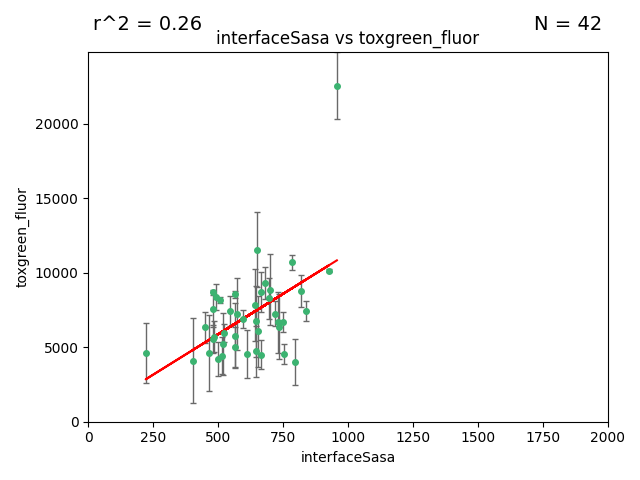 r^2 = 0.26
N = 42
interfaceSasa vs toxgreen_fluor
toxgreen_fluor
20000
15000
10000
5000
0
0 250 500 750 1000 1250 1500 1750 2000
interfaceSasa